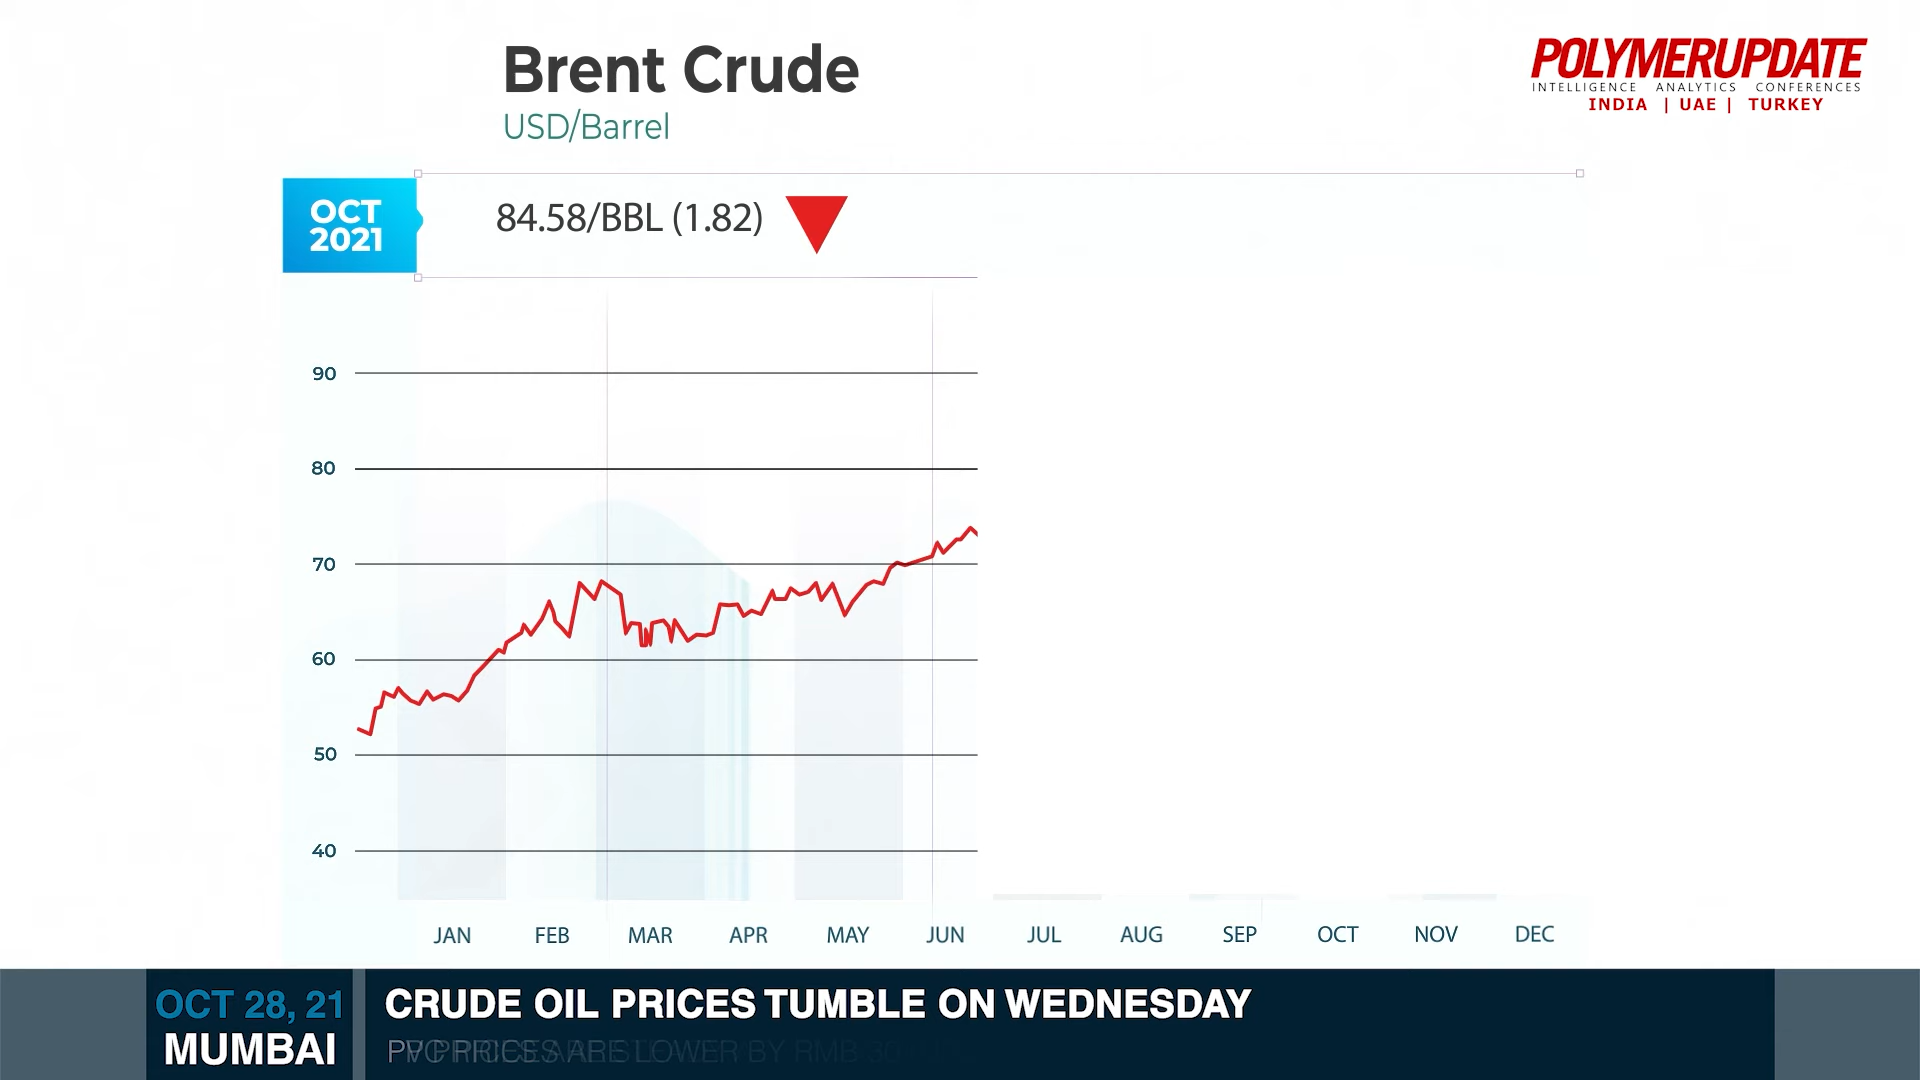 Brent Crude
USD/Barrel
POLYMERUPDATE
INTELLIGENCE ANALYTICS CONFERENCES
INDIA | UAE | TURKEY
OCT
2021
84.58/BBL (1.82)
90
80
70
60
50
40
JAN FEB MAR APR MAY JUN JUL AUG SEP OCT NOV DEC
OCT 28, 21
MUMBAI
CRUDE OIL PRICES TUMBLE ON WEDNESDAY